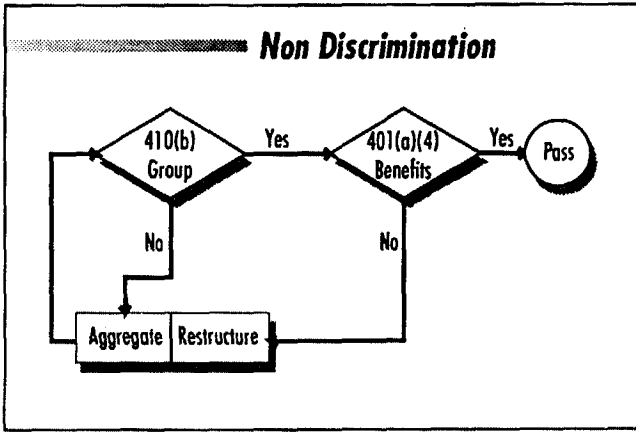 Non Discrimination
410(b)
Group
Yes
401(a)(4)
Benefits
Yes
Pass
No
No
Aggregate
Restructure